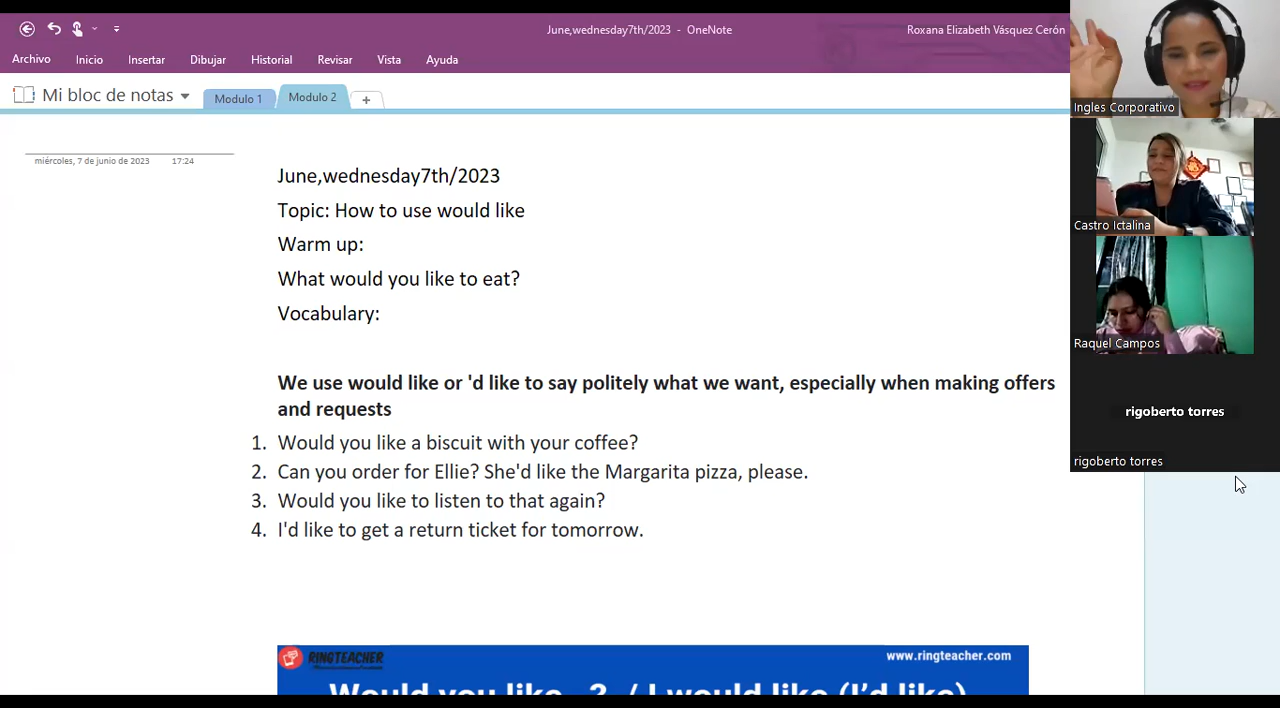 June,wednesday7th/2023 - OneNote
Roxana Elizabeth Vásquez Cerón
Archivo Inicio Insertar Dibujar Historial Revisar Vista Ayuda
Mi bloc de notas Modulo 1 Modulo 2 +
miércoles, 7 de junio de 2023 17:24
June,wednesday7th/2023
Topic: How to use would like
Warm up:
What would you like to eat?
Vocabulary:
We use would like or 'd like to say politely what we want, especially when making offers
and requests
1. Would you like a biscuit with your coffee?
2. Can you order for Ellie? She'd like the Margarita pizza, please.
3. Would you like to listen to that again?
4. I'd like to get a return ticket for tomorrow.
RINGTEACHER
www.ringteacher.com
Would you like...? / I would like (I'd like)
Ingles Corporativo
Castro Ictalina
Raquel Campos
rigoberto torres
rigoberto torres